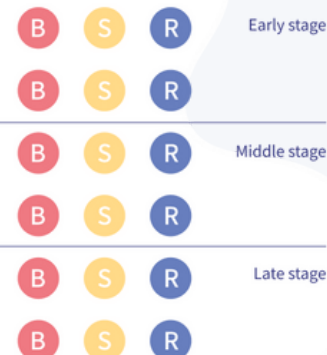 B S R Early stage
B S R
B S R Middle stage
B S R
B S R Late stage
B S R